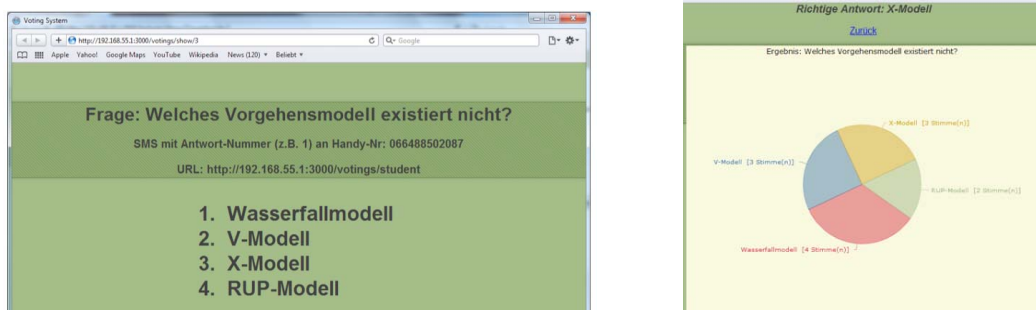 Voting System
http://192.168.55.1:3000/votings/show/3
Google
Apple Yahoo! Google Maps YouTube Wikipedia News (120) Beliebt
Frage: Welches Vorgehensmodell existiert nicht?
SMS mit Antwort-Nummer (z.B. 1) an Handy-Nr: 066488502087
URL: http://192.168.55.1:3000/votings/student
1. Wasserfallmodell
2. V-Modell
3. X-Modell
4. RUP-Modell
Richtige Antwort: X-Modell
Zurück
Ergebnis: Welches Vorgehensmodell existiert nicht?
X-Modell [3 Stimme(n)]
V-Modell [3 Stimme(n)]
RUP-Modell [2 Stimme(n)]
Wasserfallmodell [4 Stimme(n)]